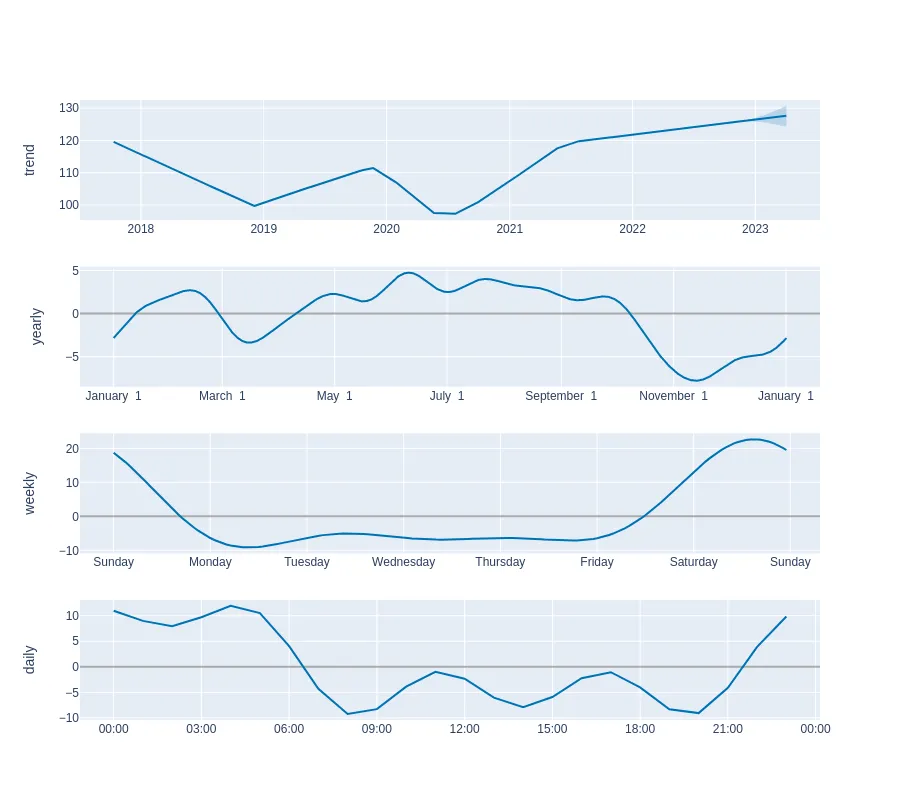 trend
130
120
110
100
2018 2019 2020 2021 2022 2023
yearly
5
0
−5
January 1 March 1 May 1 July 1 September 1 November 1 January 1
weekly
20
10
0
−10
Sunday Monday Tuesday Wednesday Thursday Friday Saturday Sunday
daily
10
5
0
−5
−10
00:00 03:00 06:00 09:00 12:00 15:00 18:00 21:00 00:00